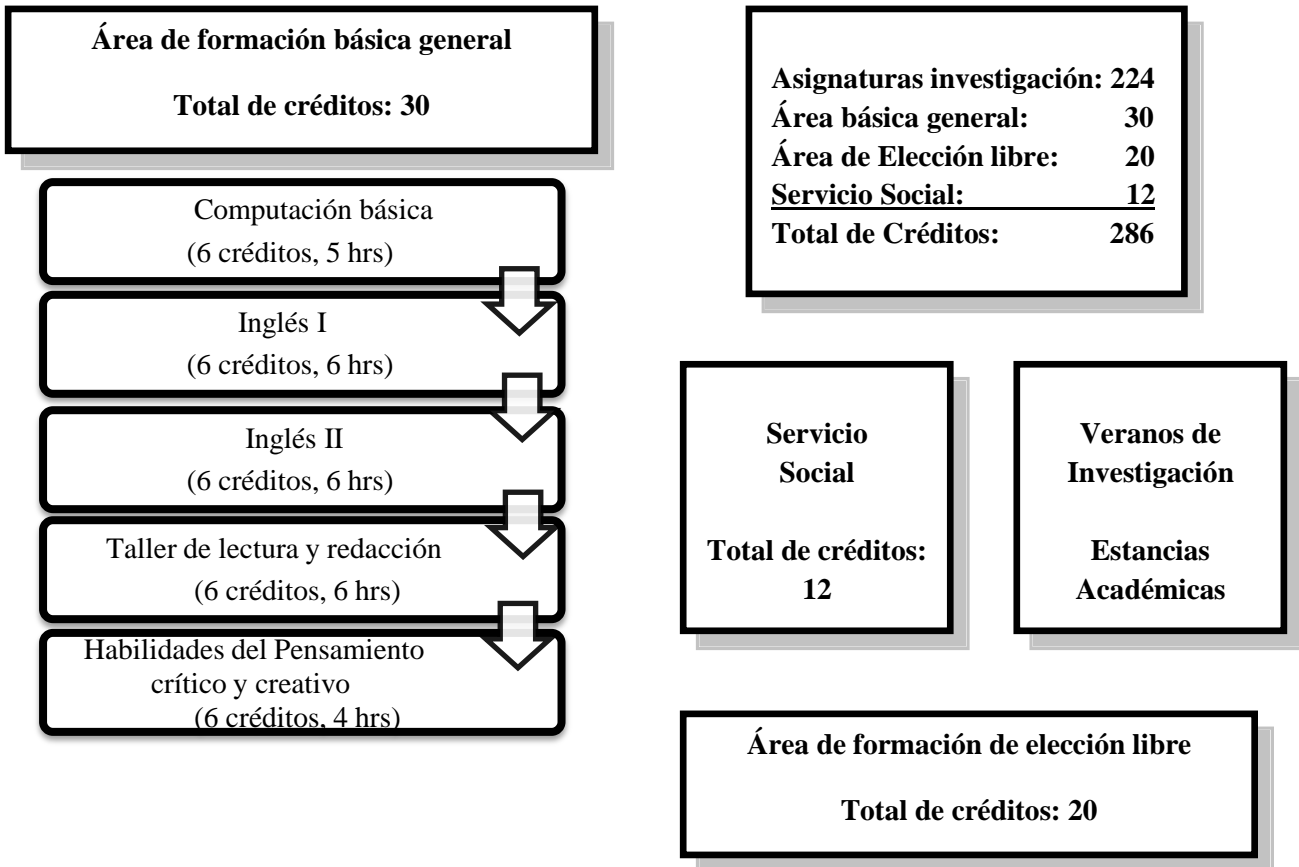 Área de formación básica general
Total de créditos: 30
Computación básica
(6 créditos, 5 hrs)
Inglés I
(6 créditos, 6 hrs)
Inglés II
(6 créditos, 6 hrs)
Taller de lectura y redacción
(6 créditos, 6 hrs)
Habilidades del Pensamiento
crítico y creativo
(6 créditos, 4 hrs)
Asignaturas investigación: 224
Área básica general: 30
Área de Elección libre: 20
Servicio Social: 12
Total de Créditos: 286
Servicio
Social
Total de créditos:
12
Veranos de
Investigación
Estancias
Académicas
Área de formación de elección libre
Total de créditos: 20